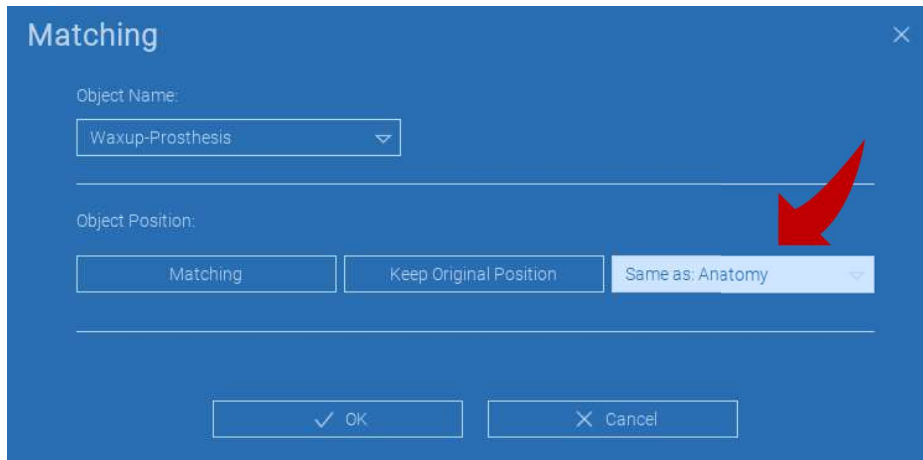 Matching
Object Name:
Waxup-Prosthesis
Object Position:
Matching
Keep Original Position
Same as: Anatomy
OK
Cancel